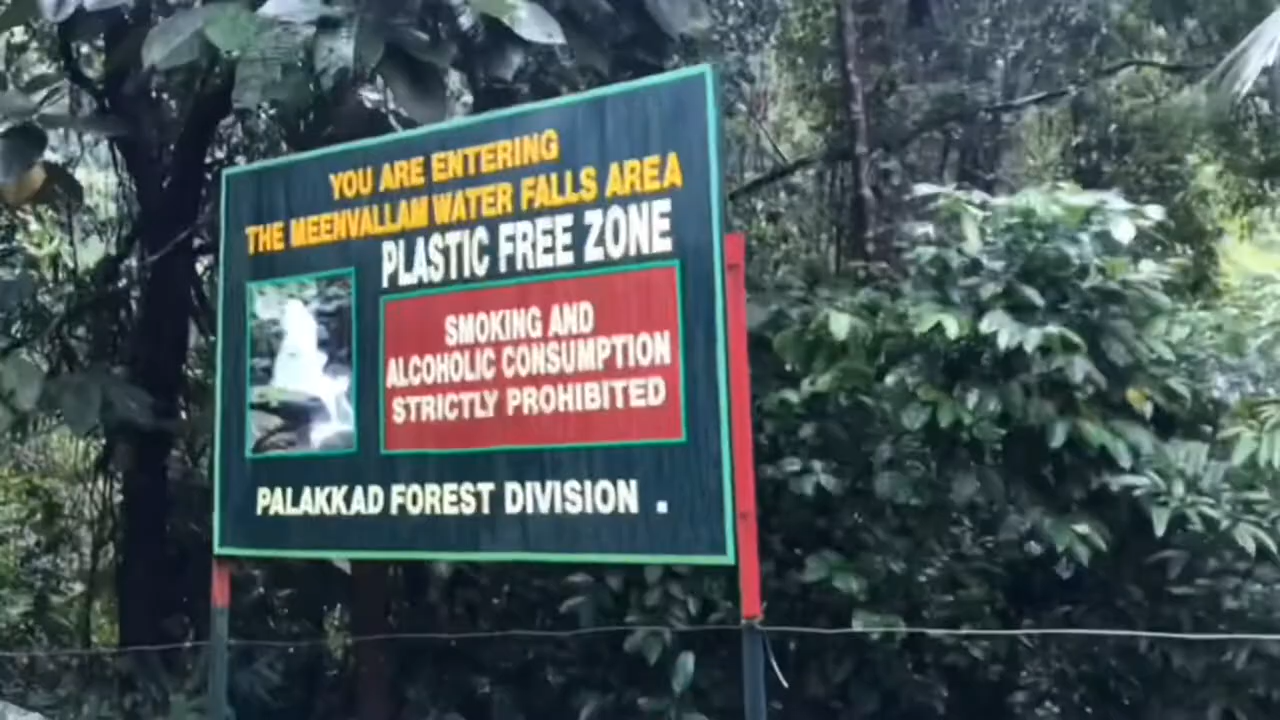 YOU ARE ENTERING
THE MEENVALLAM WATER FALLS AREA
PLASTIC FREE ZONE
SMOKING AND
ALCOHOLIC CONSUMPTION
STRICTLY PROHIBITED
PALAKKAD FOREST DIVISION .